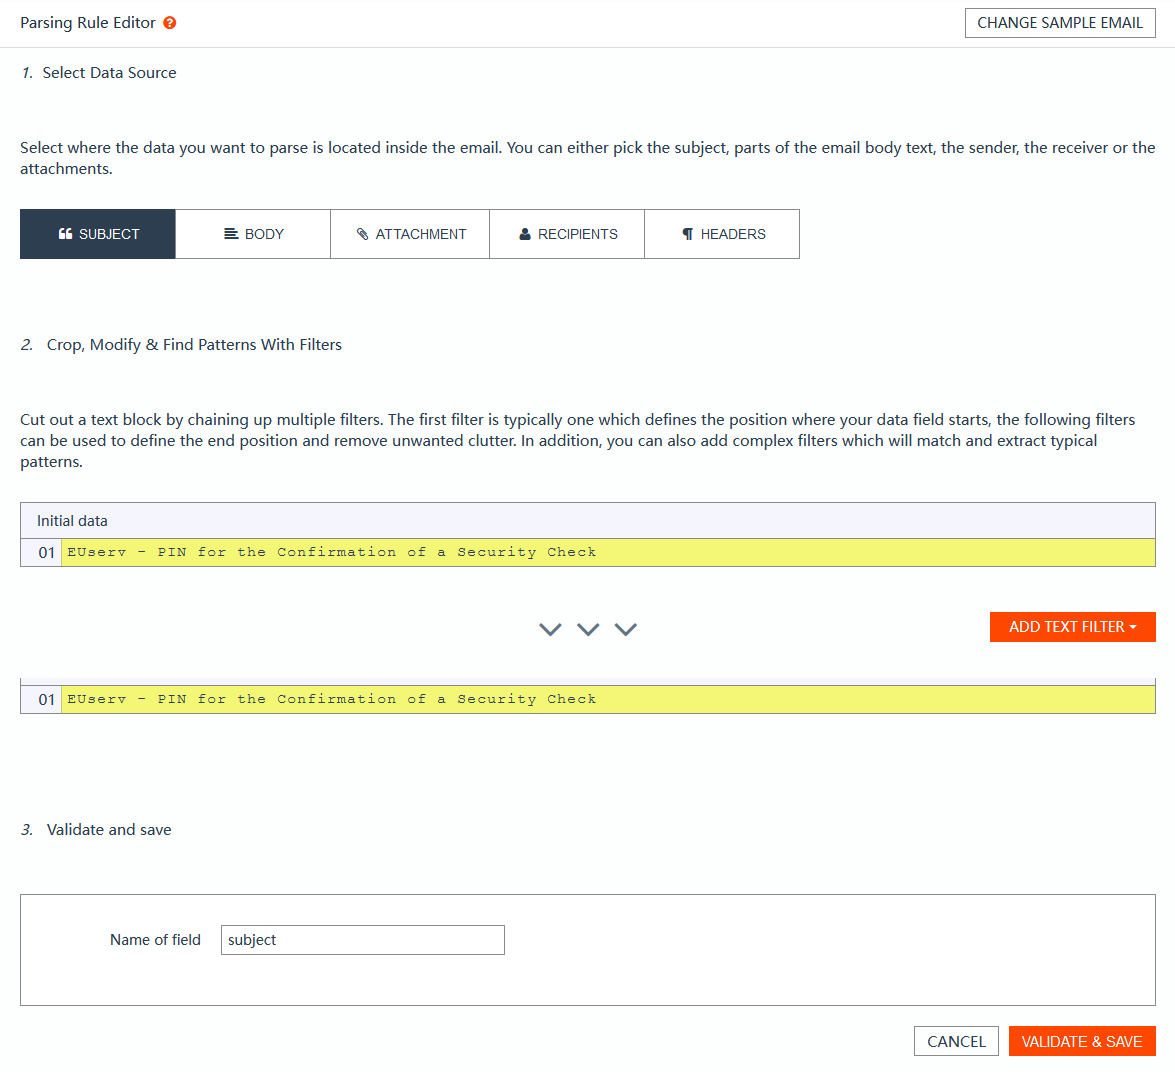 Parsing Rule Editor ?
CHANGE SAMPLE EMAIL
1. Select Data Source
Select where the data you want to parse is located inside the email. You can either pick the subject, parts of the email body text, the sender, the receiver or the
attachments.
SUBJECT
BODY
ATTACHMENT
RECIPIENTS
HEADERS
2. Crop, Modify & Find Patterns With Filters
Cut out a text block by chaining up multiple filters. The first filter is typically one which defines the position where your data field starts, the following filters
can be used to define the end position and remove unwanted clutter. In addition, you can also add complex filters which will match and extract typical
patterns.
Initial data
01 EUserv - PIN for the Confirmation of a Security Check
ADD TEXT FILTER
01 EUserv - PIN for the Confirmation of a Security Check
3. Validate and save
Name of field subject
CANCEL
VALIDATE & SAVE